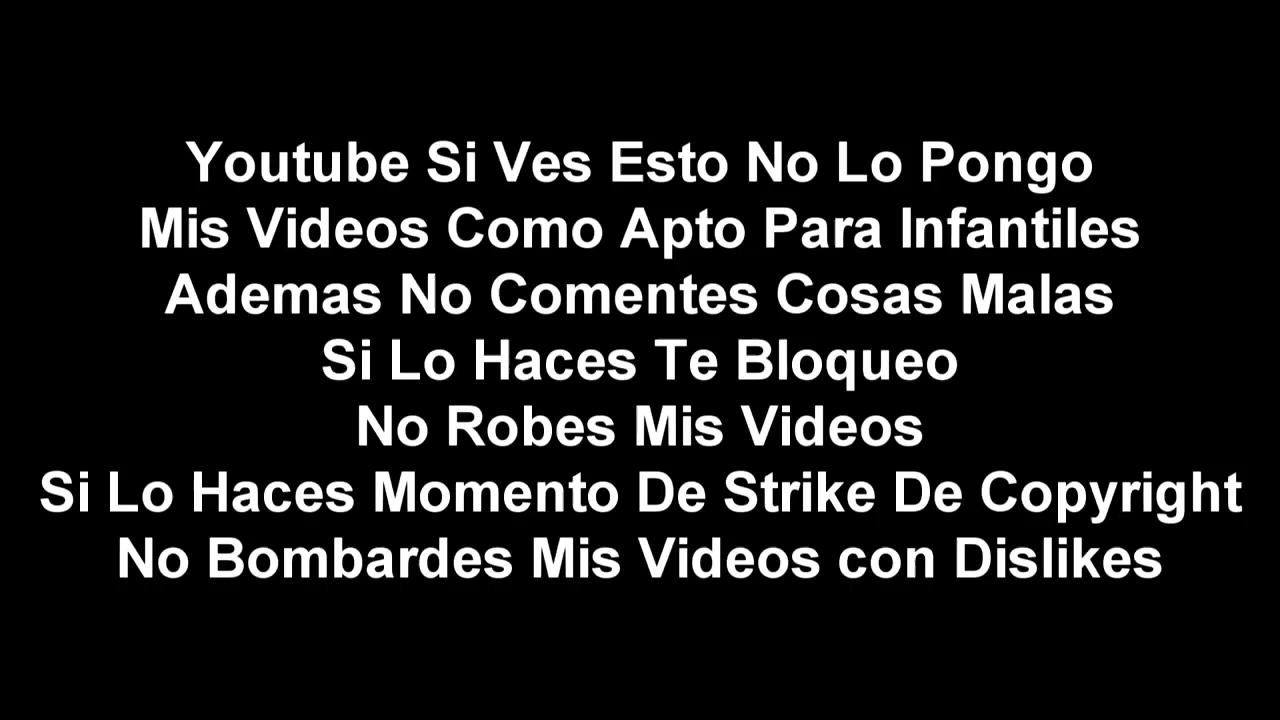 Youtube Si Ves Esto No Lo Pongo
Mis Videos Como Apto Para Infantiles
Ademas No Comentes Cosas Malas
Si Lo Haces Te Bloqueo
No Robes Mis Videos
Si Lo Haces Momento De Strike De Copyright
No Bombardes Mis Videos con Dislikes